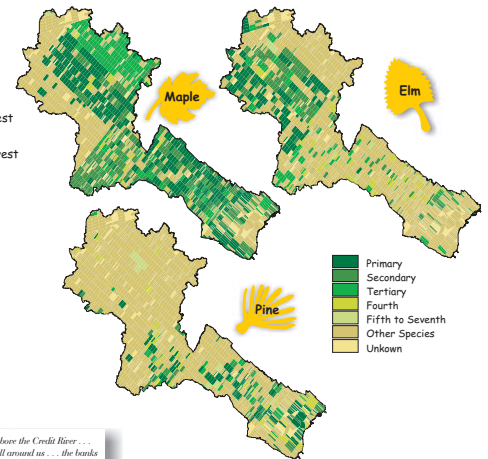 est
vest
Maple
Elm
Pine
Primary
Secondary
Tertiary
Fourth
Fifth to Seventh
Other Species
Unkown
bove the Credit River . . .
ll around us . . . the banks